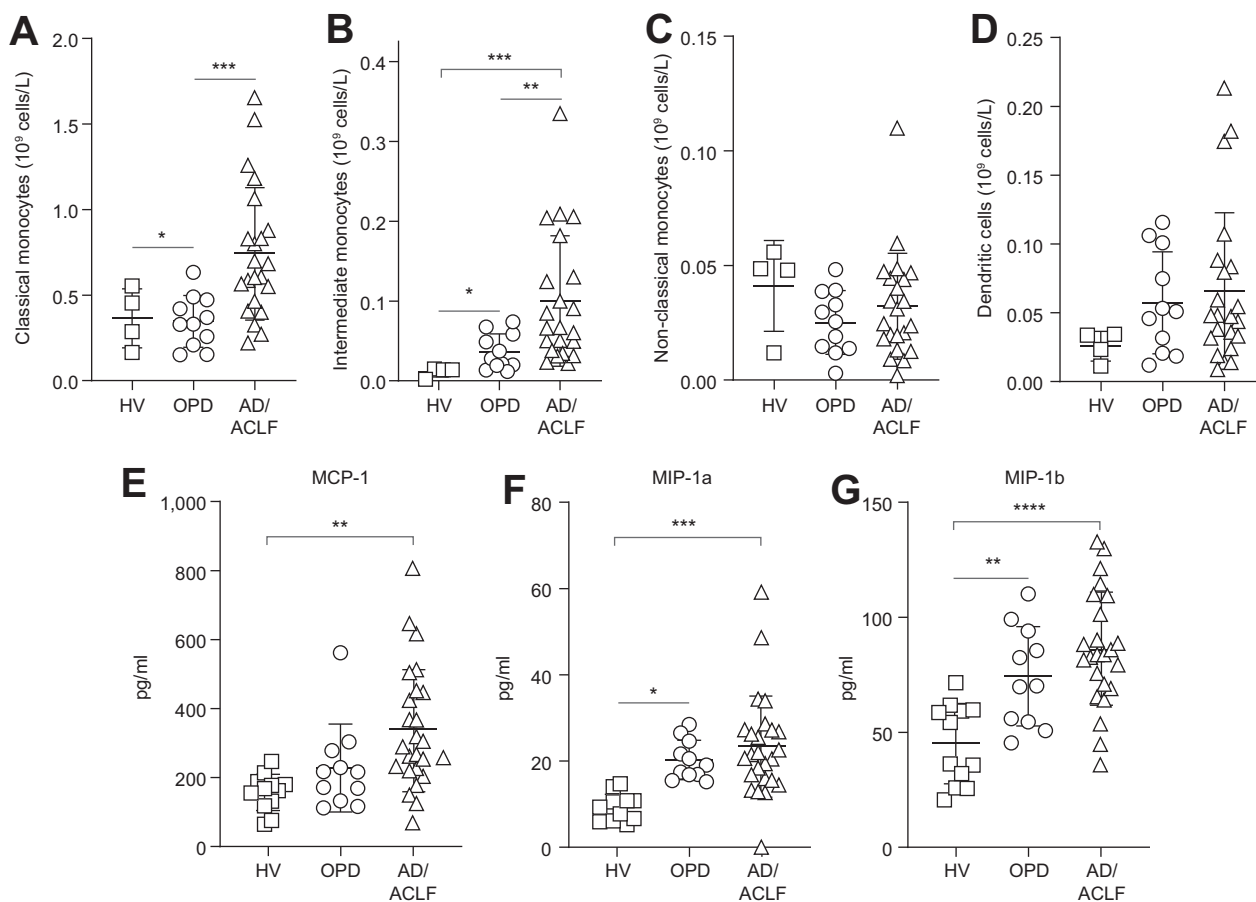 A
Classical monocytes (10⁹ cells/L)
2.0
1.5
1.0
0.5
0.0
*
***
HV
OPD
AD/
ACLF
B
Intermediate monocytes (10⁹ cells/L)
0.4
0.3
0.2
0.1
0.0
***
**
*
HV
OPD
AD/
ACLF
C
Non-classical monocytes (10⁹ cells/L)
0.15
0.10
0.05
0.00
HV
OPD
AD/
ACLF
D
Dendritic cells (10⁹ cells/L)
0.25
0.20
0.15
0.10
0.05
0.00
HV
OPD
AD/
ACLF
E
MCP-1
pg/ml
1,000
800
600
400
200
0
**
HV
OPD
AD/
ACLF
F
MIP-1a
pg/ml
80
60
40
20
0
***
*
HV
OPD
AD/
ACLF
G
MIP-1b
pg/ml
150
100
50
0
****
**
HV
OPD
AD/
ACLF